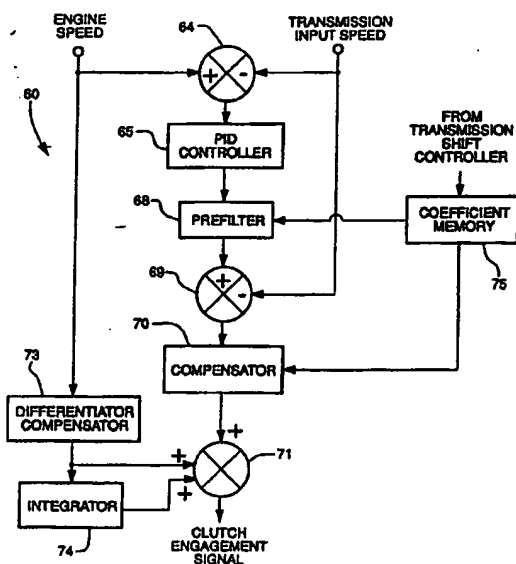 ENGINE
SPEED
64
TRANSMISSION
INPUT SPEED
60
+
-
FROM
TRANSMISSION
SHIFT
CONTROLLER
65
PID
CONTROLLER
68
PREFILTER
COEFFICIENT
MEMORY
75
69
+
-
70
COMPENSATOR
73
DIFFERENTIATOR
COMPENSATOR
+
+
+
71
INTEGRATOR
74
CLUTCH
ENGAGEMENT
SIGNAL